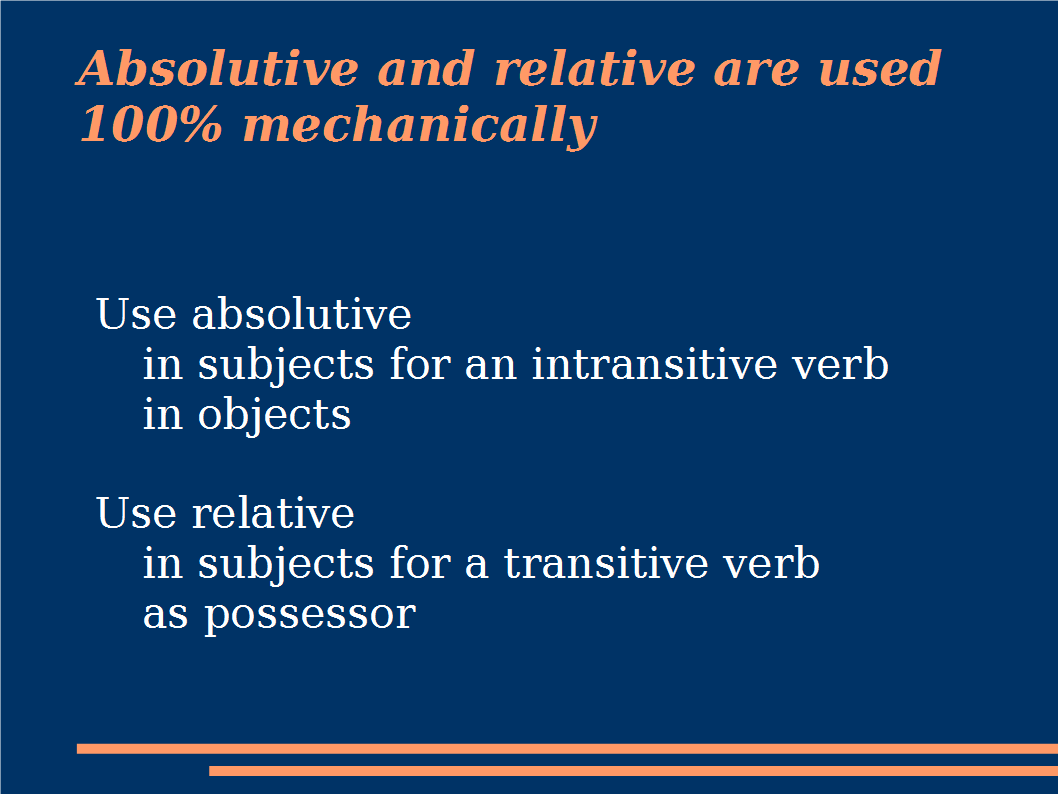 Absolutive and relative are used
100% mechanically
Use absolutive
in subjects for an intransitive verb
in objects
Use relative
in subjects for a transitive verb
as possessor